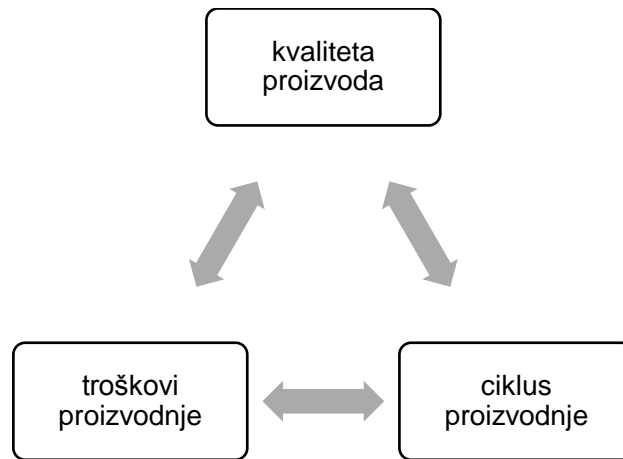 kvaliteta
proizvoda
troškovi
proizvodnje
ciklus
proizvodnje